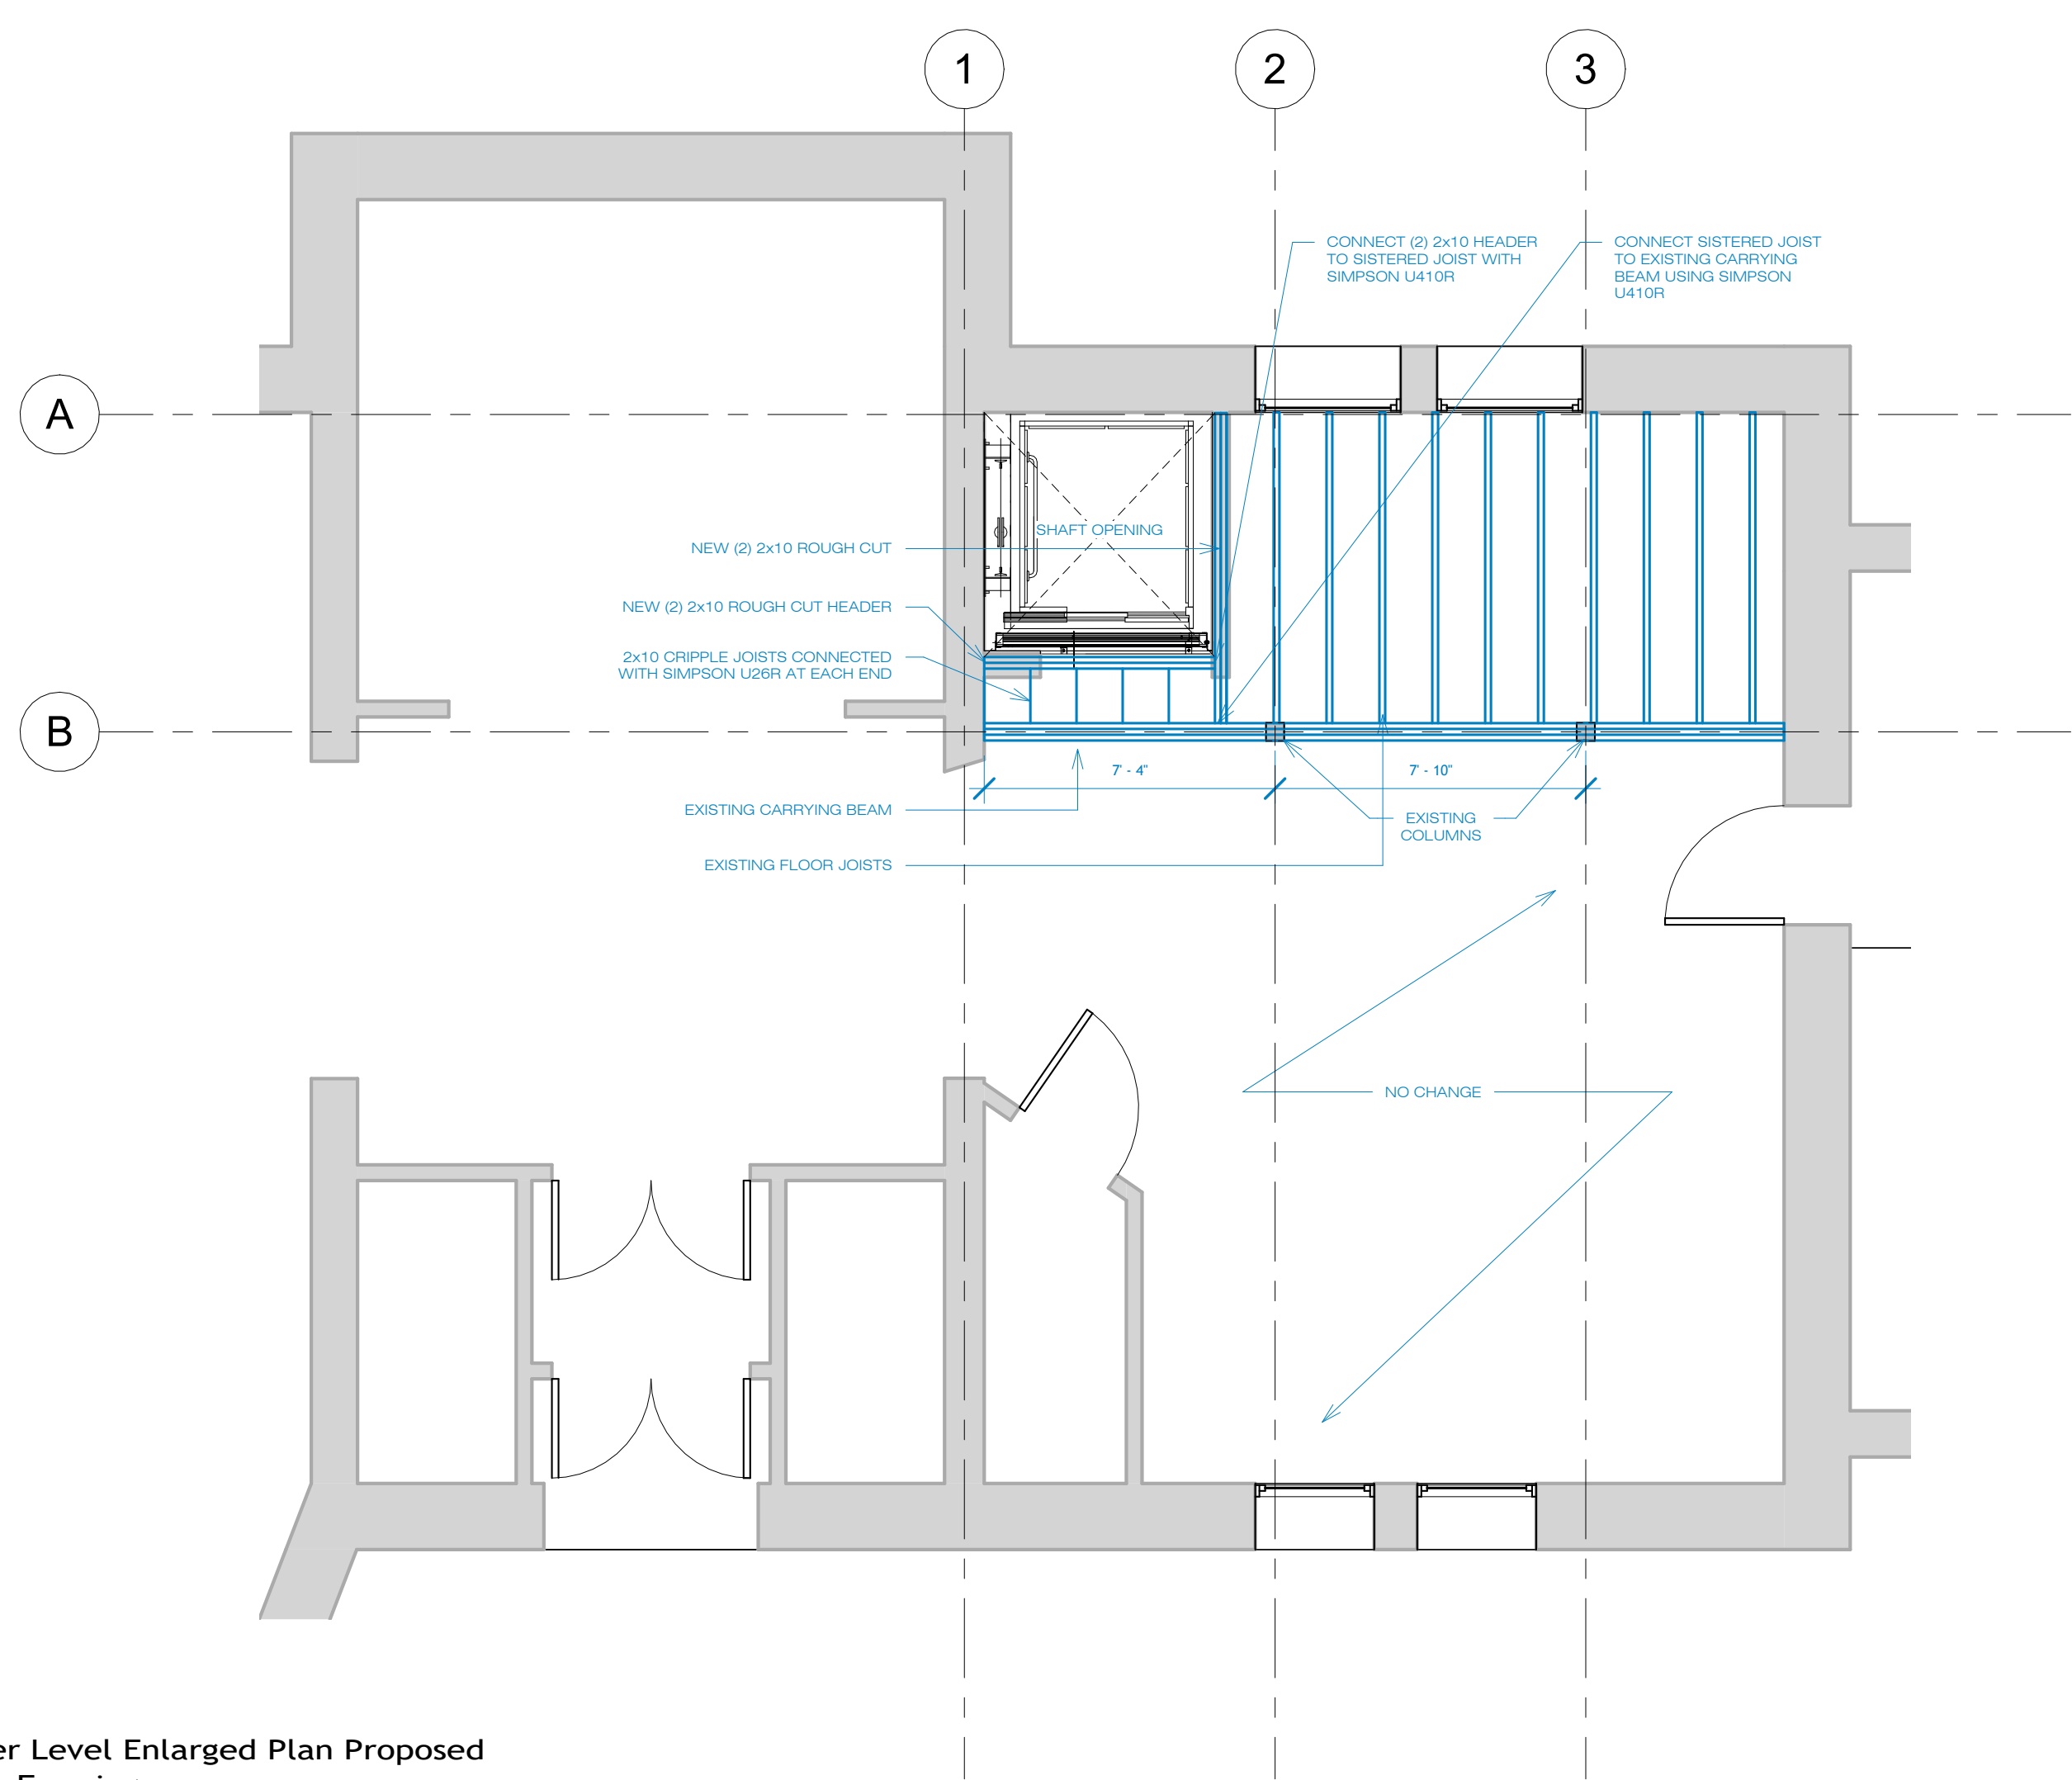 1
2
3
CONNECT (2) 2x10 HEADER
TO SISTERED JOIST WITH
SIMPSON U410R
CONNECT SISTERED JOIST
TO EXISTING CARRYING
BEAM USING SIMPSON
U410R
A
SHAFT OPENING
NEW (2) 2x10 ROUGH CUT
NEW (2) 2x10 ROUGH CUT HEADER
2x10 CRIPPLE JOISTS CONNECTED
WITH SIMPSON U26R AT EACH END
B
7' - 4"
7' - 10"
EXISTING CARRYING BEAM
EXISTING
COLUMNS
EXISTING FLOOR JOISTS
NO CHANGE
er Level Enlarged Plan Proposed